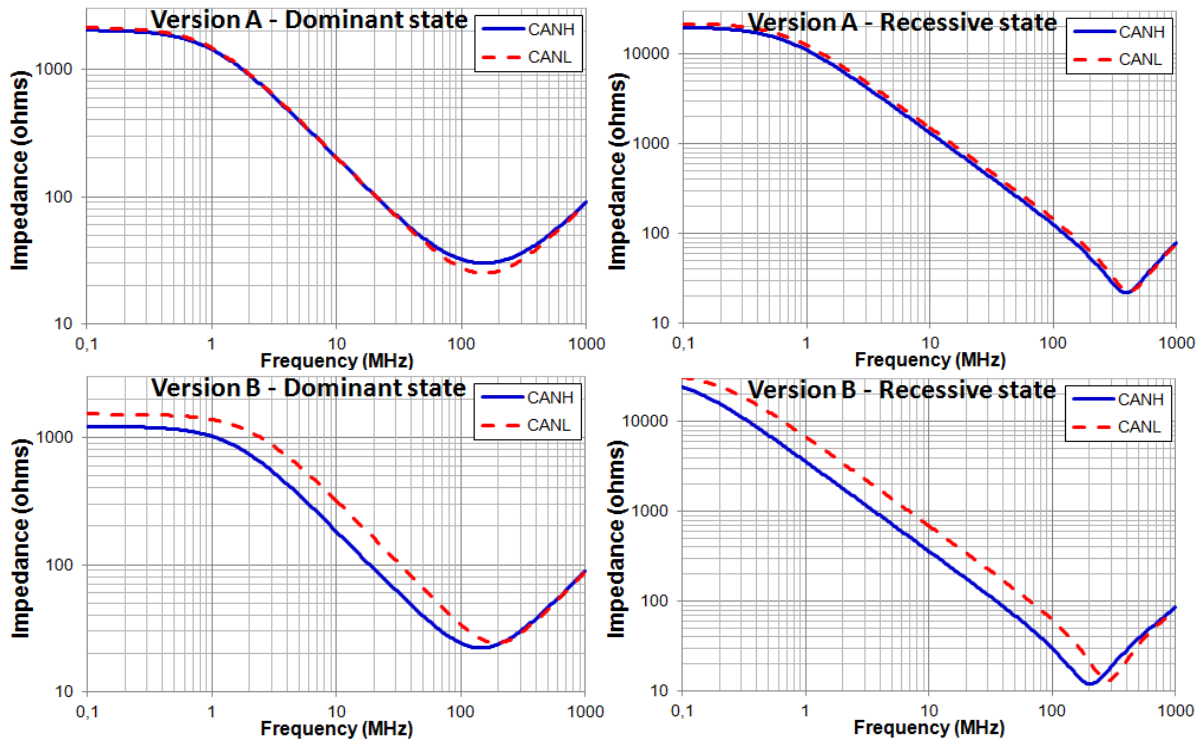 Version A - Dominant state
CANH
CANL
1000
100
10
0,1 1 10 100 1000
Frequency (MHz)
Impedance (ohms)
Version A - Recessive state
CANH
CANL
10000
1000
100
10
0,1 1 10 100 1000
Frequency (MHz)
Impedance (ohms)
Version B - Dominant state
CANH
CANL
1000
100
10
0,1 1 10 100 1000
Frequency (MHz)
Impedance (ohms)
Version B - Recessive state
CANH
CANL
10000
1000
100
10
0,1 1 10 100 1000
Frequency (MHz)
Impedance (ohms)